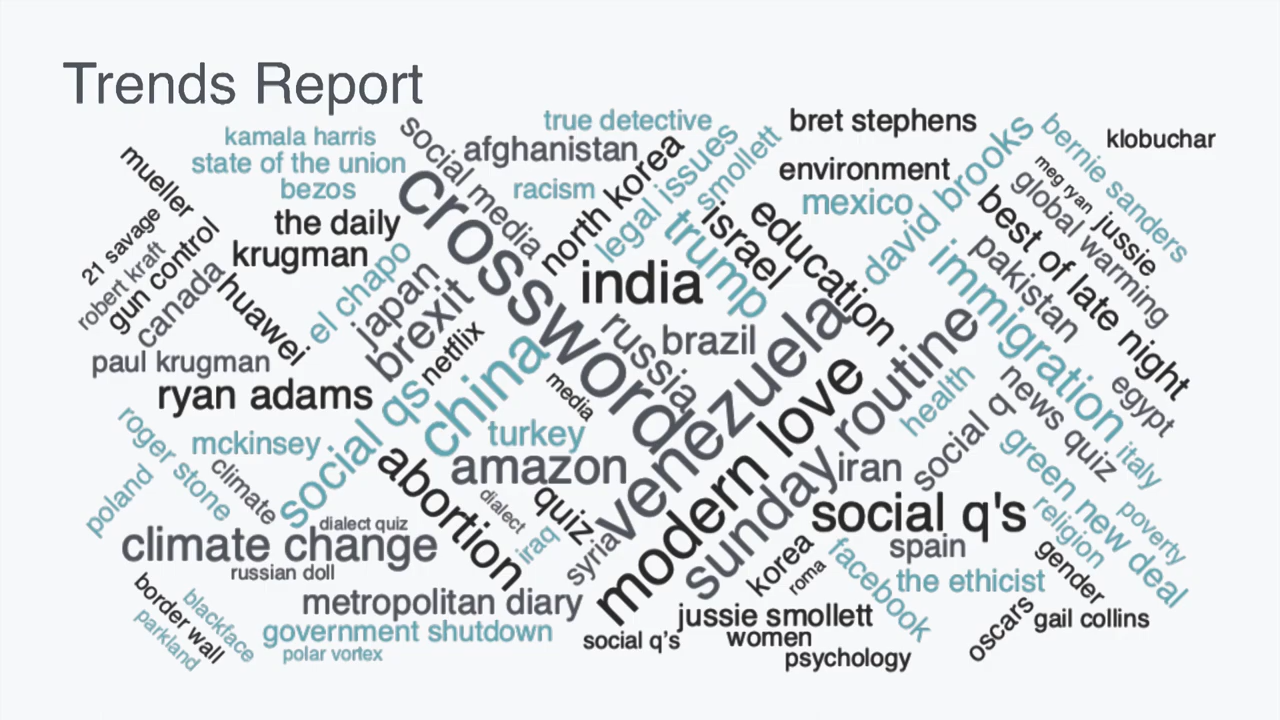 Trends Report
kamala harris
state of the union
bezos
the daily
krugman
mueller
21 savage
robert kraft
gun control
canada
huawei
el chapo
japan
brexit
netflix
paul krugman
ryan adams
social media
afghanistan
true detective
racism
north korea
legal issues
smollett
crossword
india
trump
israel
bret stephens
environment
mexico
education
david brooks
bernie sanders
klobuchar
meg ryan
global warming
jussie
best of late night
pakistan
immigration
russia
brazil
venezuela
china
media
turkey
amazon
modern love
sunday routine
health
social q
news quiz
egypt
italy
green new deal
religion
poverty
iran
social q's
spain
the ethicist
gender
gail collins
oscars
facebook
korea
roma
jussie smollett
women
psychology
social q’s
syria
iraq
quiz
dialect
abortion
social qs
mckinsey
roger stone
climate
poland
dialect quiz
climate change
russian doll
metropolitan diary
government shutdown
polar vortex
border wall
blackface
parkland